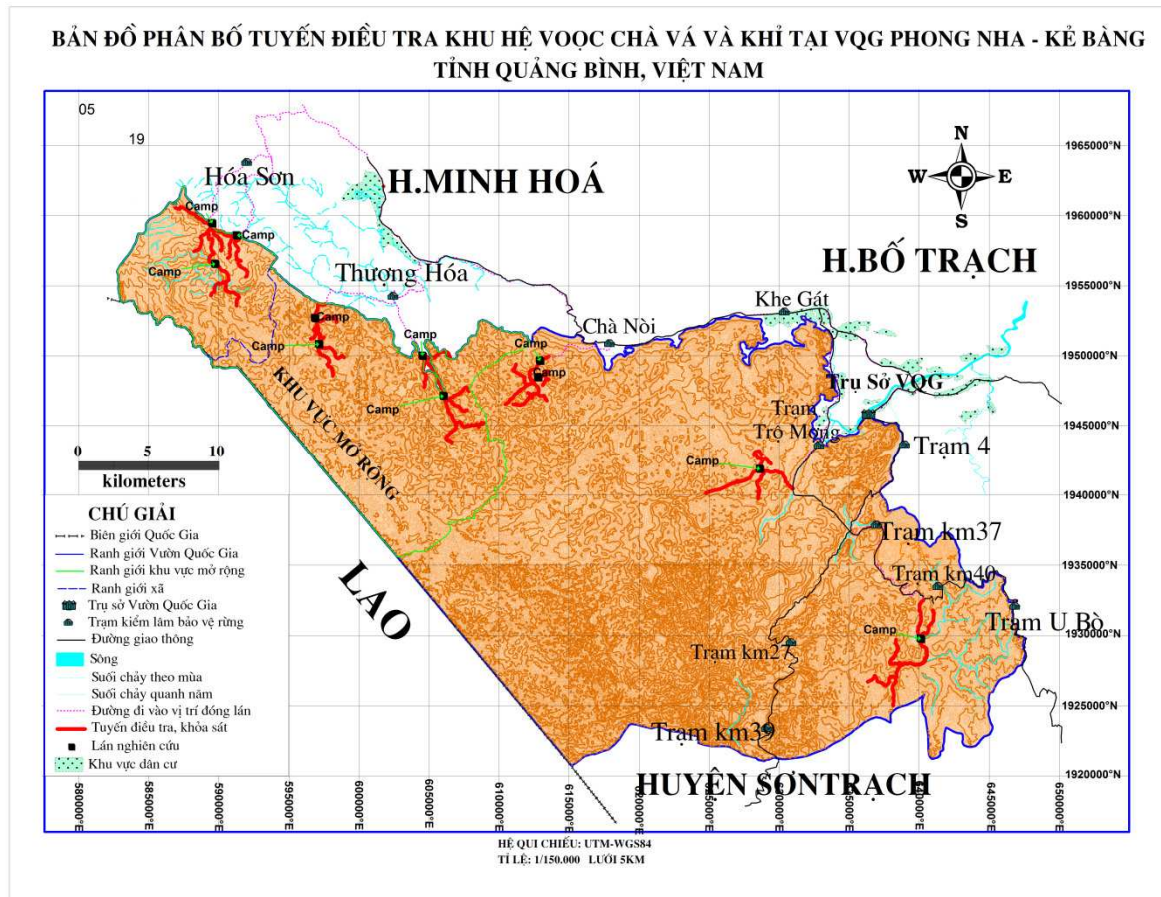 BẢN ĐỒ PHÂN BỐ TUYẾN ĐIỀU TRA KHU HỆ VOỌC CHÀ VÁ VÀ KHỈ TẠI VQG PHONG NHA - KẺ BÀNG
TỈNH QUẢNG BÌNH, VIỆT NAM
05
19
N
W E
S
1965000°N
1960000°N
1955000°N
1950000°N
1945000°N
1940000°N
1935000°N
1930000°N
1925000°N
1920000°N
Hóa Sơn
H.MINH HOÁ
H.BỐ TRẠCH
Camp
Camp
Camp
Thượng Hóa
Khe Gát
Chà Nòi
Camp
Camp
Camp
Camp
Camp
Camp
Trụ Sở VQG
Trạm
Trộ Mợng
Trạm 4
Camp
KHU VỰC MỞ RỘNG
LAO
Trạm km37
Trạm km40
Trạm U Bò
Camp
Trạm km27
Trạm km39
HUYỆN SƠNTRẠCH
0 5 10
kilometers
CHÚ GIẢI
Biên giới Quốc Gia
Ranh giới Vườn Quốc Gia
Ranh giới khu vực mở rộng
Ranh giới xã
Trụ sở Vườn Quốc Gia
Trạm kiểm lâm bảo vệ rừng
Đường giao thông
Sông
Suối chảy theo mùa
Suối chảy quanh năm
Đường đi vào vị trí đóng lán
Tuyến điều tra, khỏa sát
Lán nghiên cứu
Khu vực dân cư
580000°E 585000°E 590000°E 595000°E 600000°E 605000°E 610000°E 615000°E 620000°E 625000°E 630000°E 635000°E 640000°E 645000°E 650000°E
HỆ QUI CHIẾU: UTM-WGS84
TỈ LỆ: 1/150.000 LƯỚI 5KM